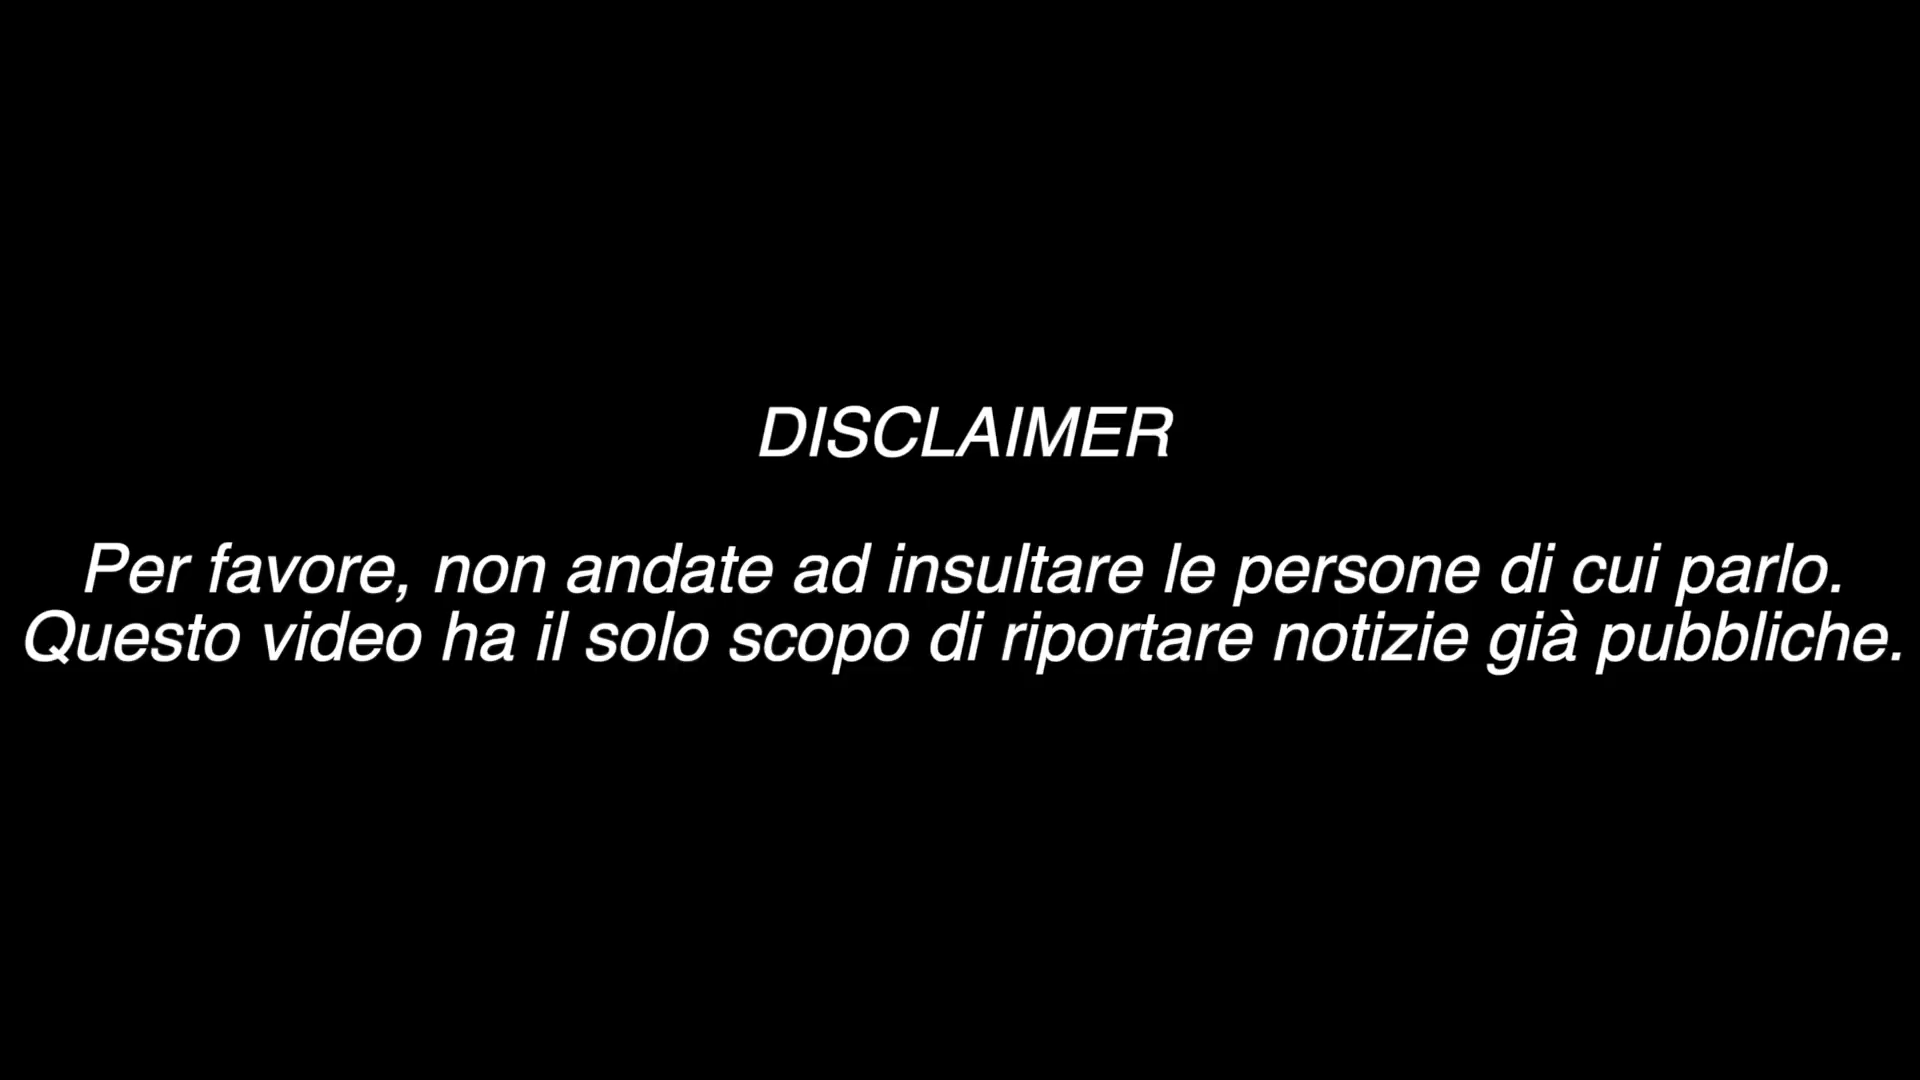 DISCLAIMER
Per favore, non andate ad insultare le persone di cui parlo.
Questo video ha il solo scopo di riportare notizie già pubbliche.